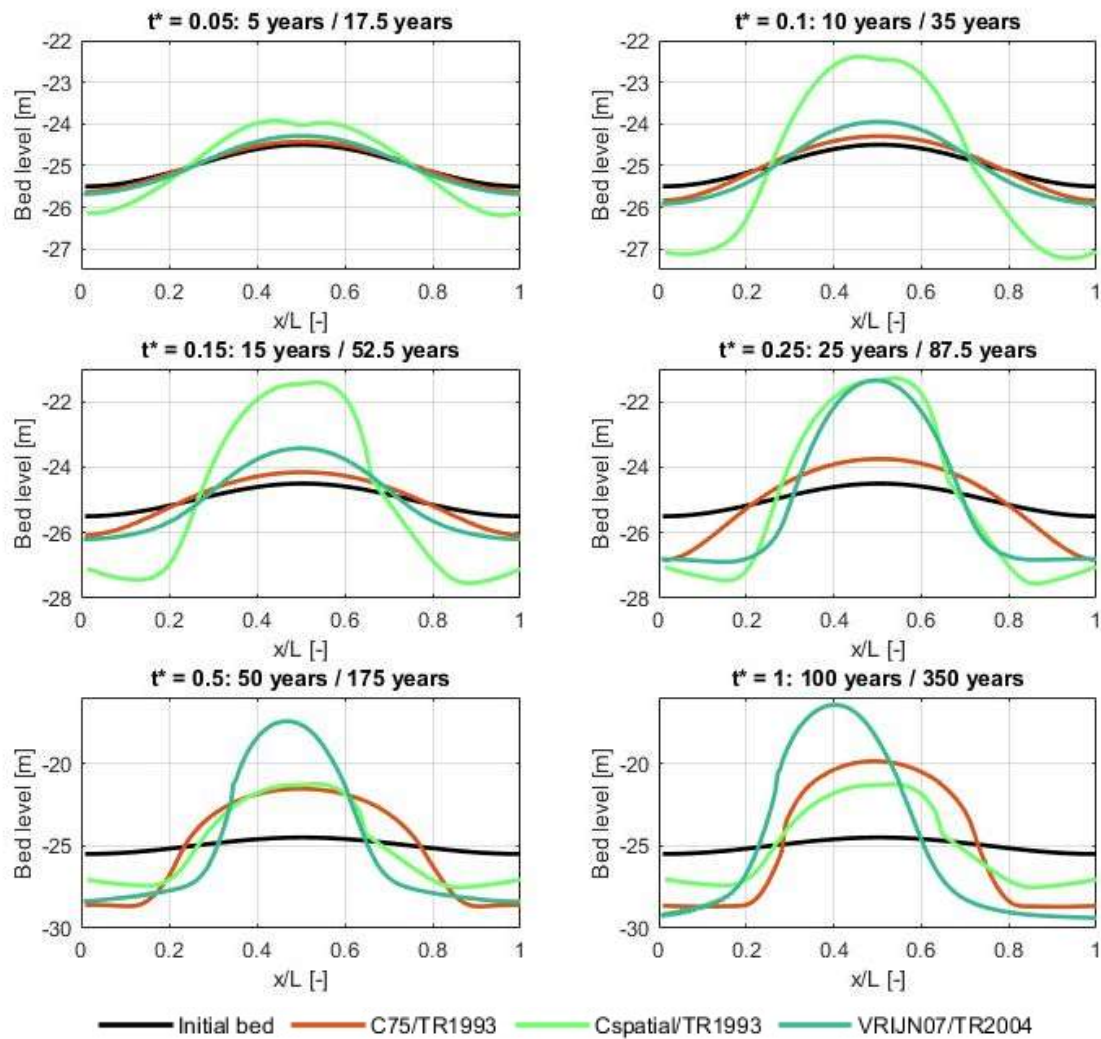 t* = 0.05: 5 years / 17.5 years
-22
-23
-24
-25
-26
-27
Bed level [m]
0 0.2 0.4 0.6 0.8 1
x/L [-]
t* = 0.1: 10 years / 35 years
-22
-23
-24
-25
-26
-27
Bed level [m]
0 0.2 0.4 0.6 0.8 1
x/L [-]
t* = 0.15: 15 years / 52.5 years
-22
-24
-26
-28
Bed level [m]
0 0.2 0.4 0.6 0.8 1
x/L [-]
t* = 0.25: 25 years / 87.5 years
-22
-24
-26
-28
Bed level [m]
0 0.2 0.4 0.6 0.8 1
x/L [-]
t* = 0.5: 50 years / 175 years
-20
-25
-30
Bed level [m]
0 0.2 0.4 0.6 0.8 1
x/L [-]
t* = 1: 100 years / 350 years
-20
-25
-30
Bed level [m]
0 0.2 0.4 0.6 0.8 1
x/L [-]
Initial bed C75/TR1993 Cspatial/TR1993 VRIJN07/TR2004